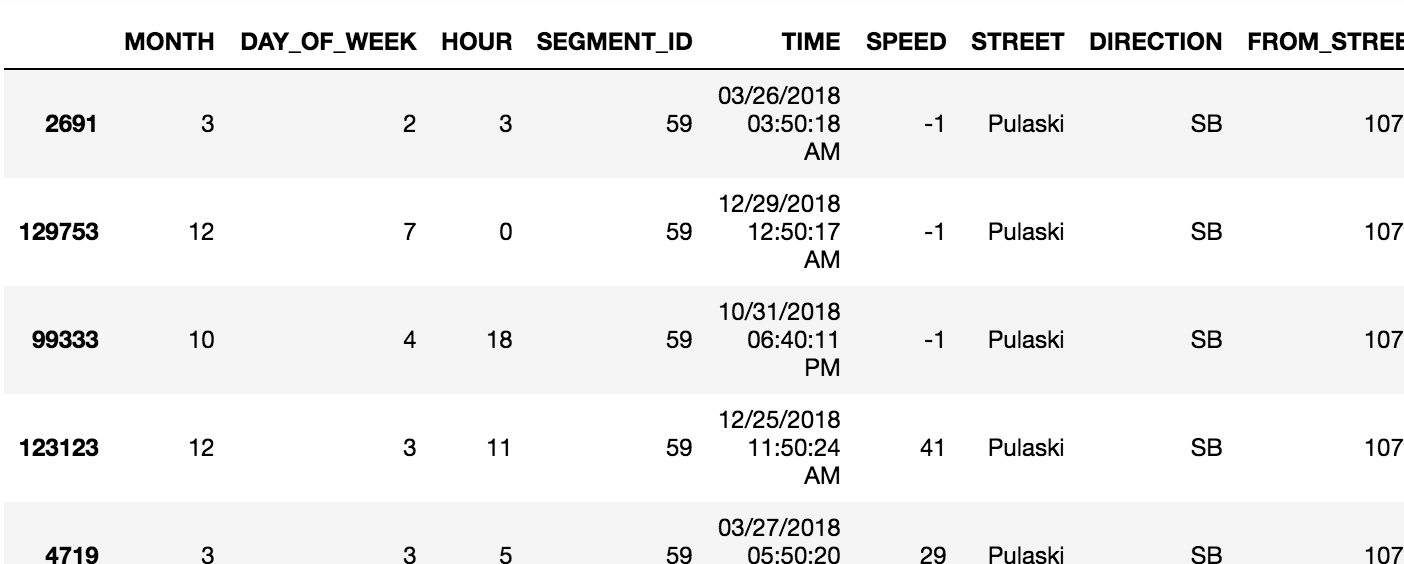 MONTH DAY_OF_WEEK HOUR SEGMENT_ID TIME SPEED STREET DIRECTION FROM_STREE
03/26/2018
2691 3 2 3 59 03:50:18 -1 Pulaski SB 107
AM
12/29/2018
129753 12 7 0 59 12:50:17 -1 Pulaski SB 107
AM
10/31/2018
99333 10 4 18 59 06:40:11 -1 Pulaski SB 107
PM
12/25/2018
123123 12 3 11 59 11:50:24 41 Pulaski SB 107
AM
03/27/2018
4719 3 3 5 59 05:50:20 29 Pulaski SB 107